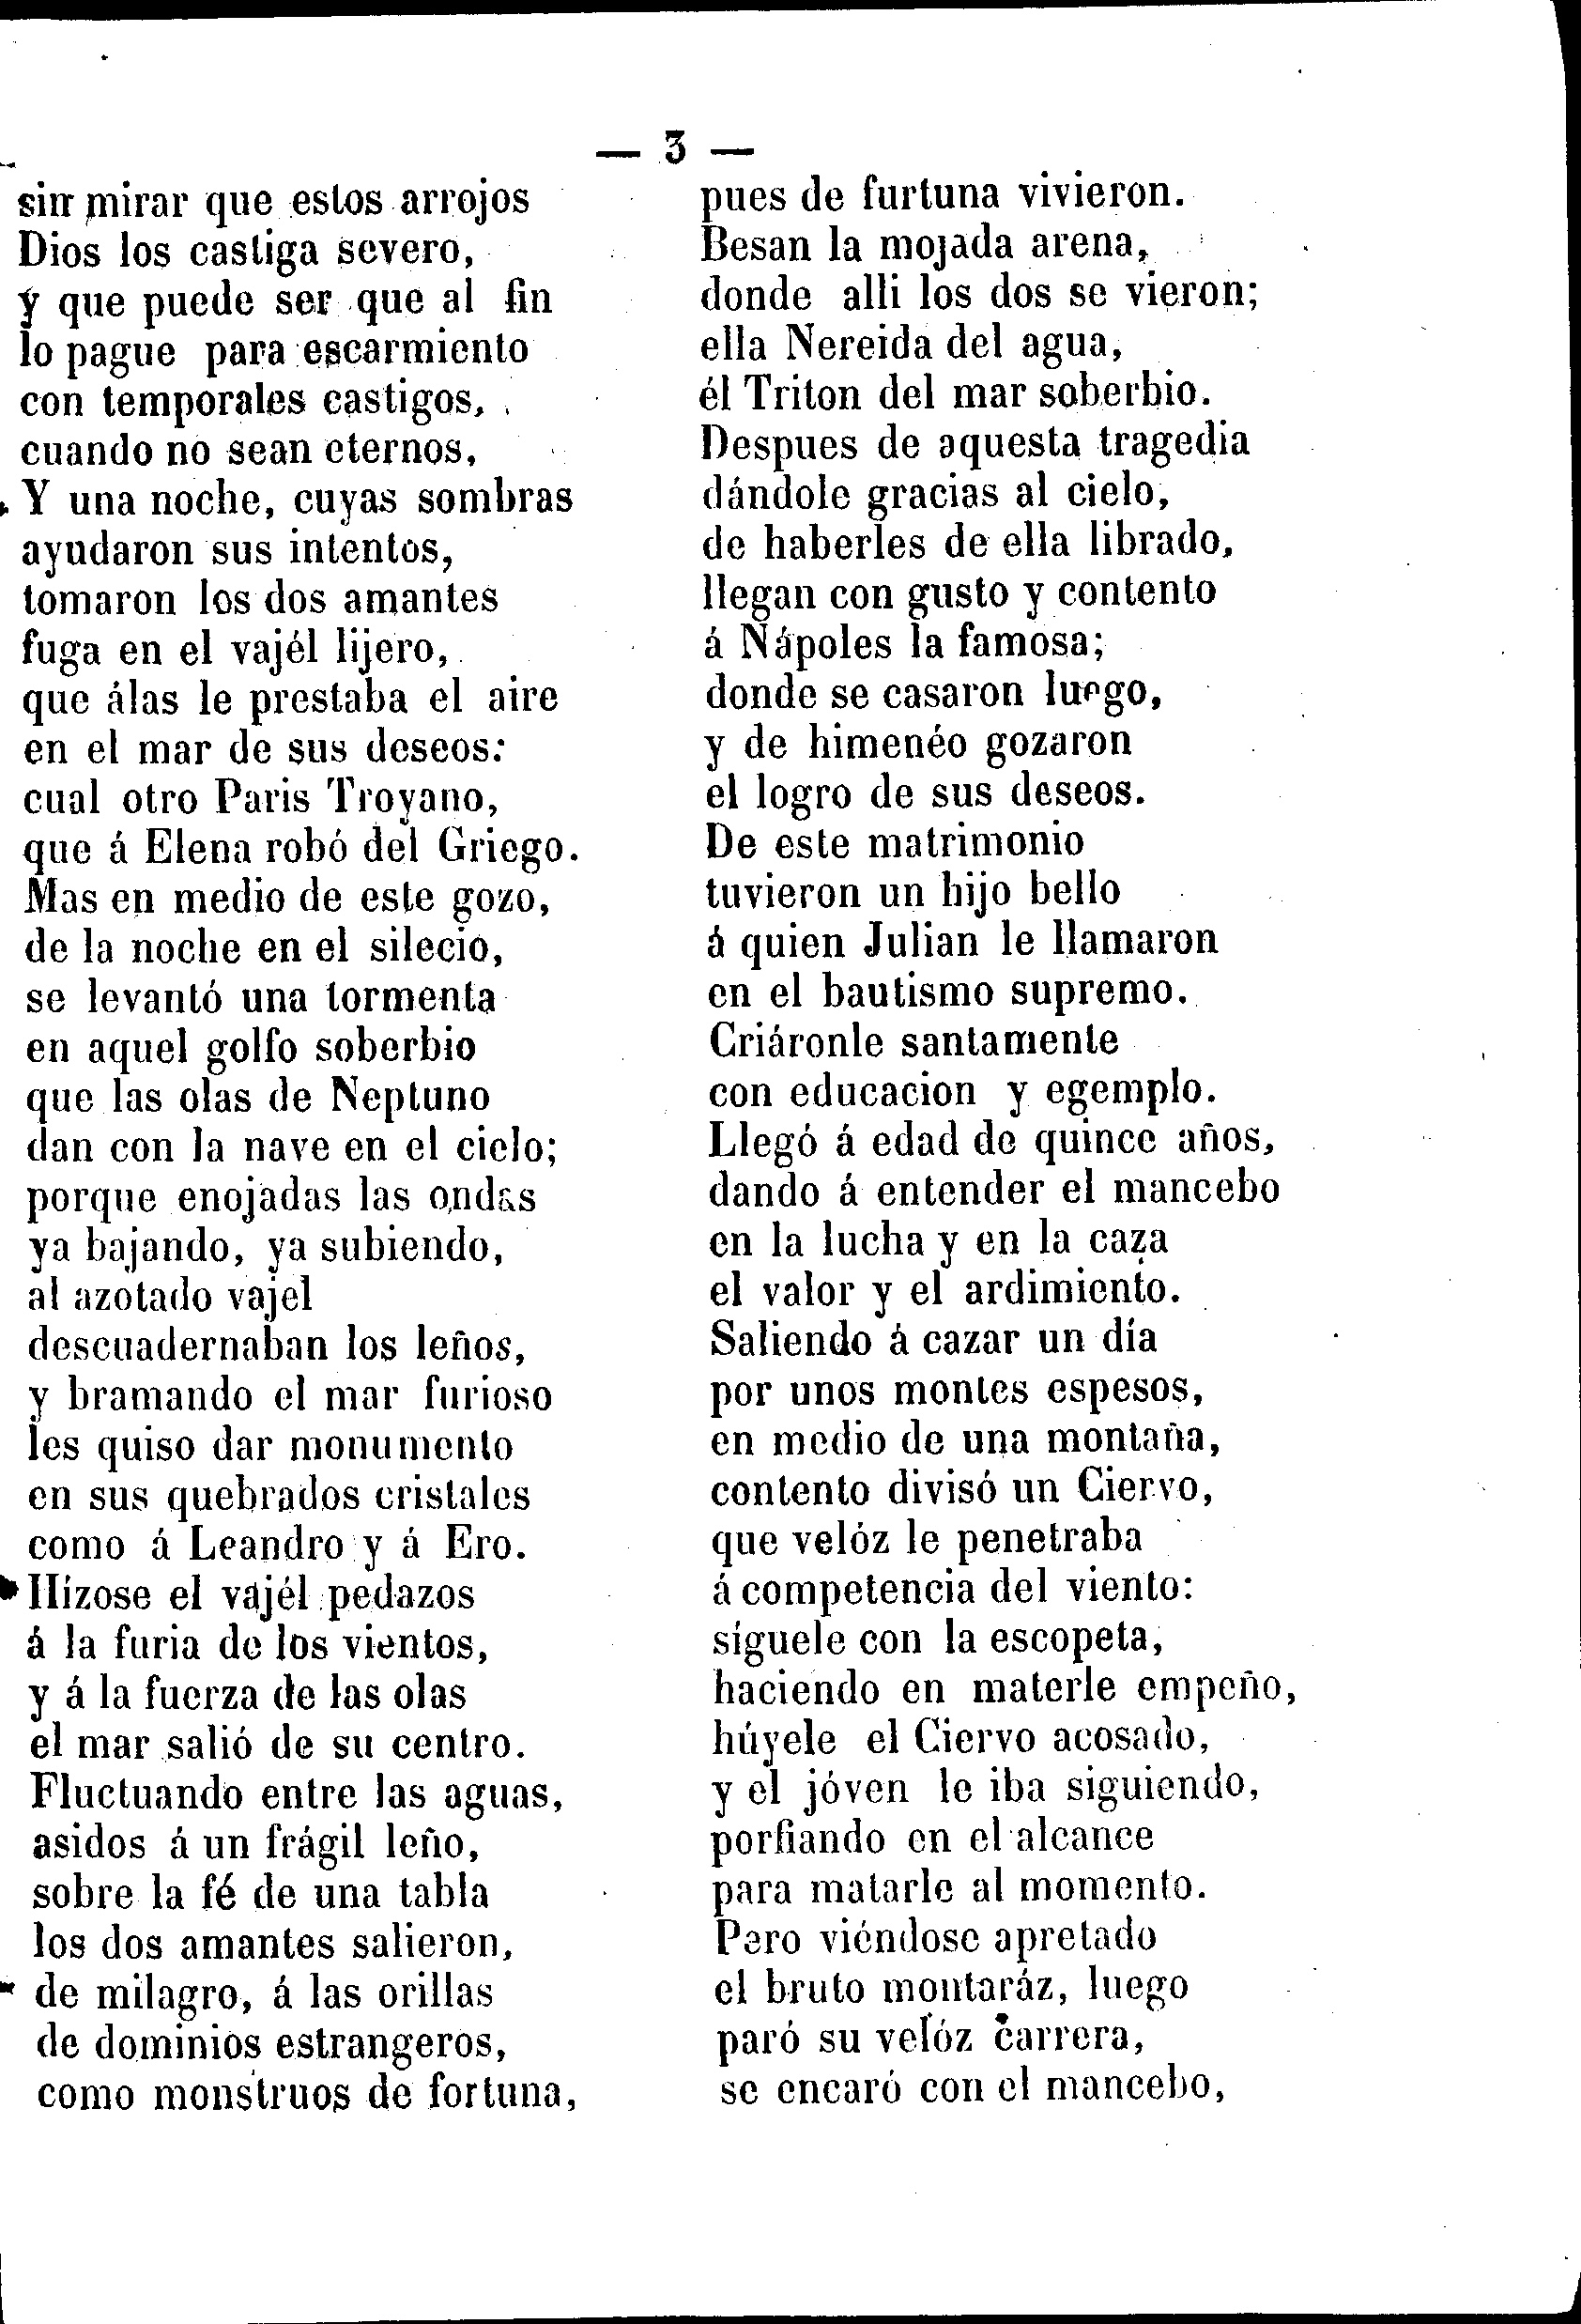 — 3 —
sin mirar que estos arrojos
Dios los castiga severo,
y que puede ser que al fin
lo pague para escarmiento
con temporales castigos,
cuando no sean eternos,
Y una noche, cuyas sombras
ayudaron sus intentos,
tomaron los dos amantes
fuga en el vajél lijero,
que álas le prestaba el aire
en el mar de sus deseos:
cual otro Paris Troyano,
que á Elena robó del Griego.
Mas en medio de este gozo,
de la noche en el silecio,
se levantó una tormenta
en aquel golfo soberbio
que las olas de Neptuno
dan con la nave en el cielo;
porque enojadas las ondas
ya bajando, ya subiendo,
al azotado vajel
descuadernaban los leños,
y bramando el mar furioso
les quiso dar monumento
en sus quebrados cristales
como á Leandro y á Ero.
Hízose el vajél pedazos
á la furia de los vientos,
y á la fuerza de las olas
el mar salió de su centro.
Fluctuando entre las aguas,
asidos á un frágil leño,
sobre la fé de una tabla
los dos amantes salieron,
de milagro, á las orillas
de dominios estrangeros,
como monstruos de fortuna,
pues de furtuna vivieron.
Besan la mojada arena,
donde alli los dos se vieron;
ella Nereida del agua,
él Triton del mar soberbio.
Despues de aquesta tragedia
dándole gracias al cielo,
de haberles de ella librado,
llegan con gusto y contento
á Nápoles la famosa;
donde se casaron luego,
y de himenéo gozaron
el logro de sus deseos.
De este matrimonio
tuvieron un hijo bello
á quien Julian le llamaron
en el bautismo supremo.
Criáronle santamente
con educacion y egemplo.
Llegó á edad de quince años,
dando á entender el mancebo
en la lucha y en la caza
el valor y el ardimiento.
Saliendo á cazar un día
por unos montes espesos,
en medio de una montaña,
contento divisó un Ciervo,
que velóz le penetraba
á competencia del viento:
síguele con la escopeta,
haciendo en materle empeño,
húyele el Ciervo acosado,
y el jóven le iba siguiendo,
porfiando en el alcance
para matarle al momento.
Pero viéndose apretado
el bruto montaráz, luego
paró su velóz carrera,
se encaró con el mancebo,